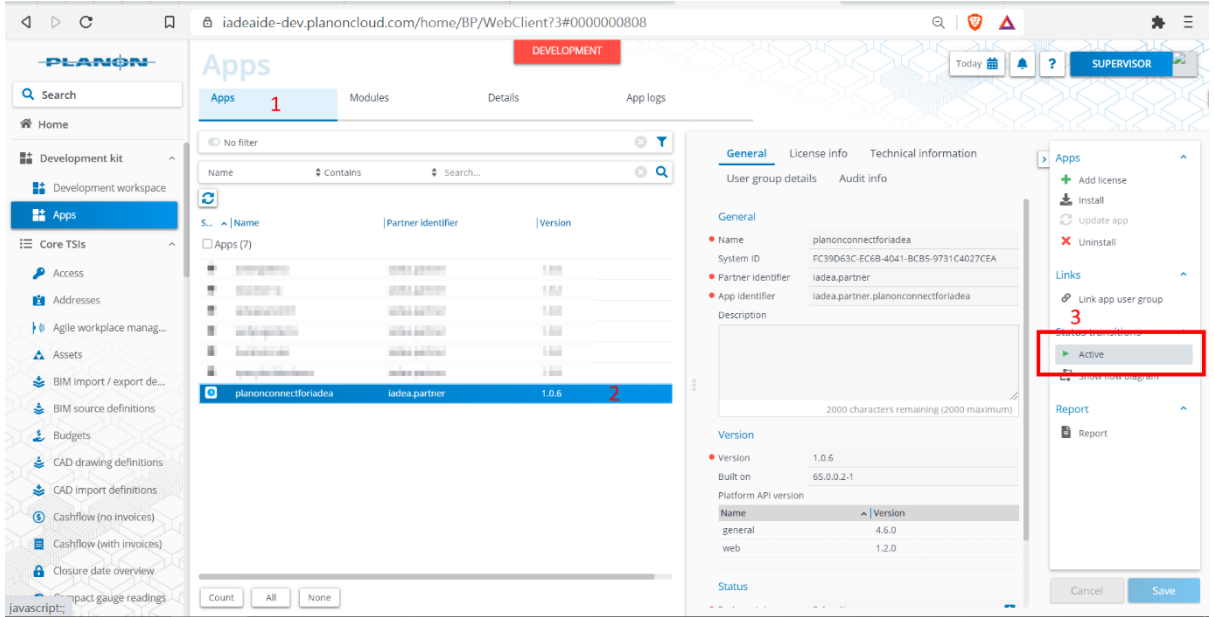 iadeaide-dev.planoncloud.com/home/BP/WebClient?3#0000000808
PLANON
Search
Home
Development kit
Development workspace
Apps
Core TSIs
Access
Addresses
Agile workplace manag...
Assets
BIM import / export de...
BIM source definitions
Budgets
CAD drawing definitions
CAD import definitions
Cashflow (no invoices)
Cashflow (with invoices)
Closure date overview
mpact gauge readings
javascript:;
Apps
DEVELOPMENT
Today
?
SUPERVISOR
Apps 1 Modules Details App logs
No filter
Name Contains Search...
S... Name Partner identifier Version
Apps (7)
planonconnectforiadea iadea.partner 1.0.6 2
Count All None
General License info Technical information
User group details Audit info
General
Name planonconnectforiadea
System ID FC39D63C-EC6B-4041-BCB5-9731C4027CEA
Partner identifier iadea.partner
App identifier iadea.partner.planonconnectforiadea
Description
2000 characters remaining (2000 maximum)
Version
Version 1.0.6
Built on 65.0.0.2-1
Platform API version
Name Version
general 4.6.0
web 1.2.0
Status
Apps
Add license
Install
Update app
Uninstall
Links
Link app user group
3
Status transitions
Active
Show flow diagram
Report
Report
Cancel Save